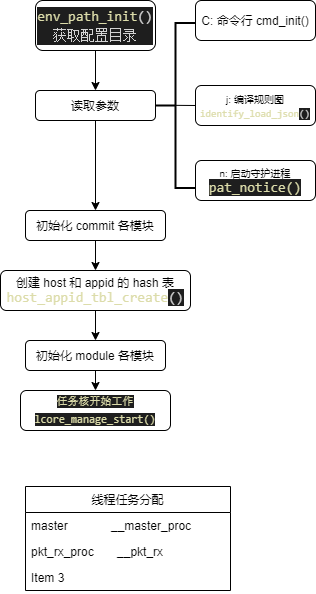 env_path_init()
获取配置目录
C: 命令行 cmd_init()
读取参数
j: 编译规则图
identify_load_json()
n: 启动守护进程
pat_notice()
初始化 commit 各模块
创建 host 和 appid 的 hash 表
host_appid_tbl_create()
初始化 module 各模块
任务核开始工作
lcore_manage_start()
线程任务分配
master __master_proc
pkt_rx_proc __pkt_rx
Item 3